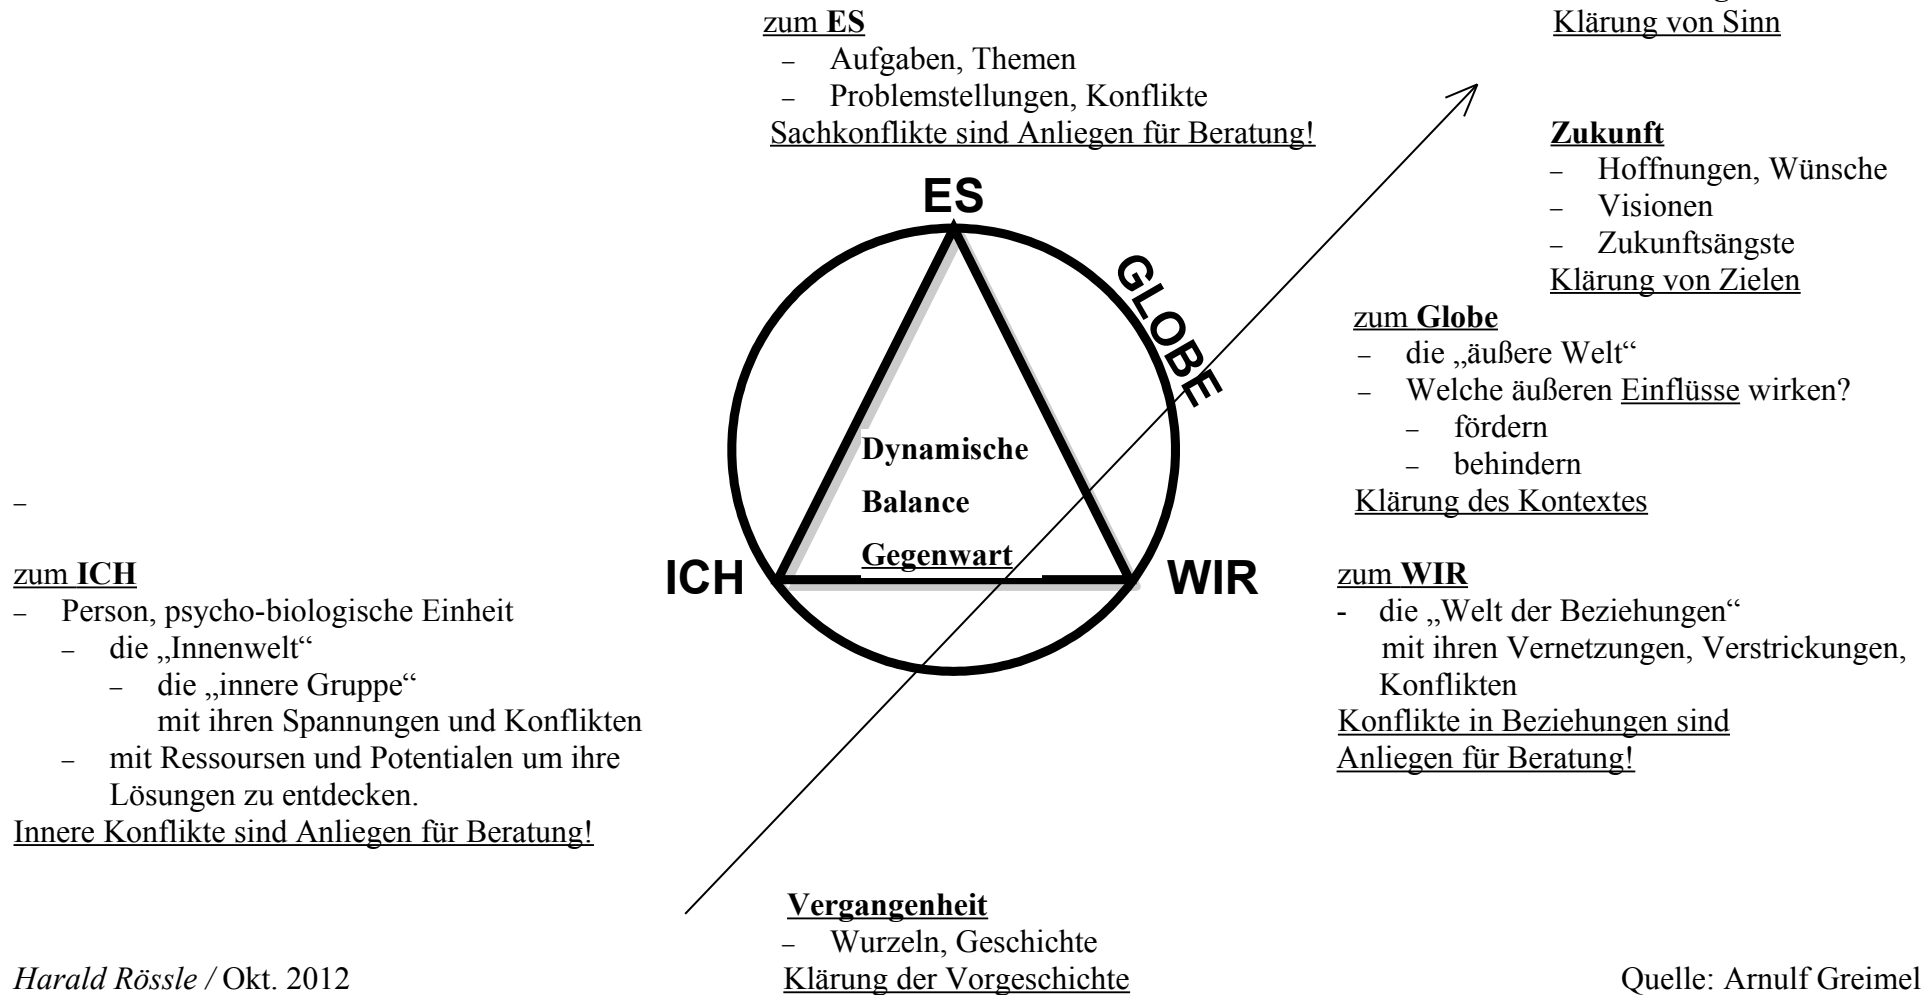 zum ES
– Aufgaben, Themen
– Problemstellungen, Konflikte
Sachkonflikte sind Anliegen für Beratung!
Klärung von Sinn
Zukunft
– Hoffnungen, Wünsche
– Visionen
– Zukunftsängste
Klärung von Zielen
ES
GLOBE
zum Globe
– die „äußere Welt“
– Welche äußeren Einflüsse wirken?
– fördern
– behindern
Klärung des Kontextes
Dynamische
Balance
Gegenwart
ICH
WIR
–
zum ICH
– Person, psycho-biologische Einheit
– die „Innenwelt“
– die „innere Gruppe“
mit ihren Spannungen und Konflikten
– mit Ressoursen und Potentialen um ihre
Lösungen zu entdecken.
Innere Konflikte sind Anliegen für Beratung!
zum WIR
- die „Welt der Beziehungen“
mit ihren Vernetzungen, Verstrickungen,
Konflikten
Konflikte in Beziehungen sind
Anliegen für Beratung!
Vergangenheit
– Wurzeln, Geschichte
Klärung der Vorgeschichte
Harald Rössle / Okt. 2012
Quelle: Arnulf Greimel